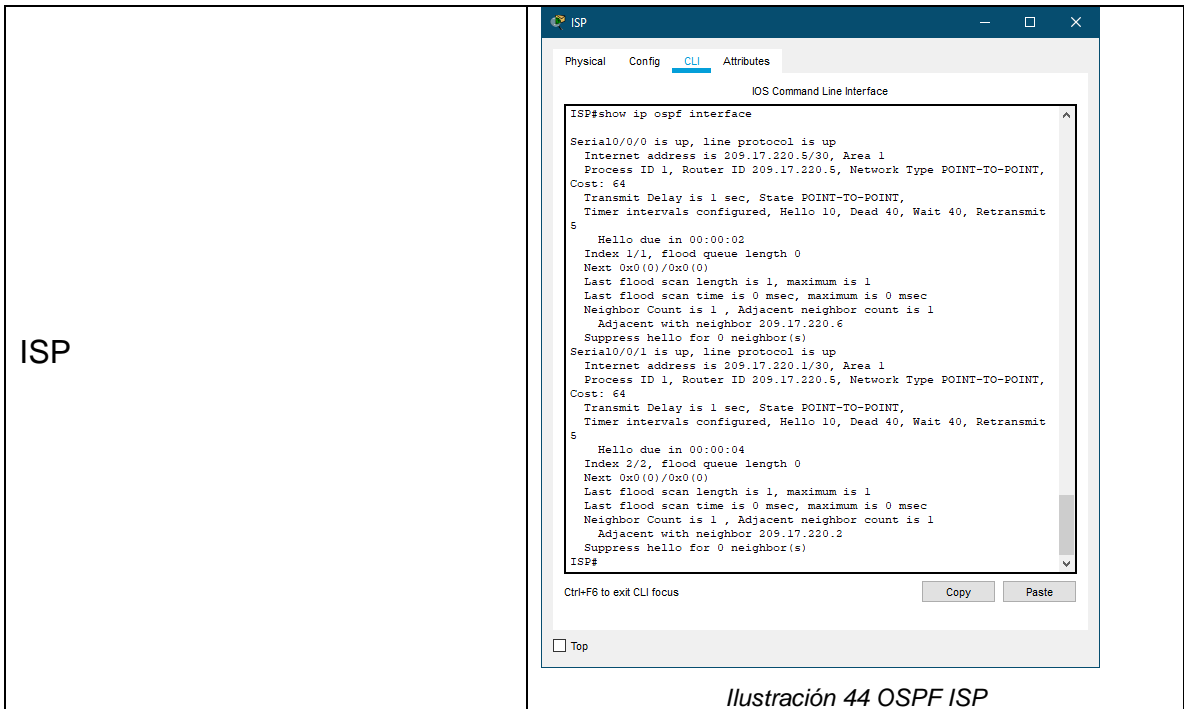 ISP
ISP
Physical Config CLI Attributes
IOS Command Line Interface
ISP#show ip ospf interface
Serial0/0/0 is up, line protocol is up
Internet address is 209.17.220.5/30, Area 1
Process ID 1, Router ID 209.17.220.5, Network Type POINT-TO-POINT,
Cost: 64
Transmit Delay is 1 sec, State POINT-TO-POINT,
Timer intervals configured, Hello 10, Dead 40, Wait 40, Retransmit
5
Hello due in 00:00:02
Index 1/1, flood queue length 0
Next 0x0(0)/0x0(0)
Last flood scan length is 1, maximum is 1
Last flood scan time is 0 msec, maximum is 0 msec
Neighbor Count is 1 , Adjacent neighbor count is 1
Adjacent with neighbor 209.17.220.6
Suppress hello for 0 neighbor(s)
Serial0/0/1 is up, line protocol is up
Internet address is 209.17.220.1/30, Area 1
Process ID 1, Router ID 209.17.220.5, Network Type POINT-TO-POINT,
Cost: 64
Transmit Delay is 1 sec, State POINT-TO-POINT,
Timer intervals configured, Hello 10, Dead 40, Wait 40, Retransmit
5
Hello due in 00:00:04
Index 2/2, flood queue length 0
Next 0x0(0)/0x0(0)
Last flood scan length is 1, maximum is 1
Last flood scan time is 0 msec, maximum is 0 msec
Neighbor Count is 1 , Adjacent neighbor count is 1
Adjacent with neighbor 209.17.220.2
Suppress hello for 0 neighbor(s)
ISP#
Ctrl+F6 to exit CLI focus
Copy Paste
Top
Ilustración 44 OSPF ISP